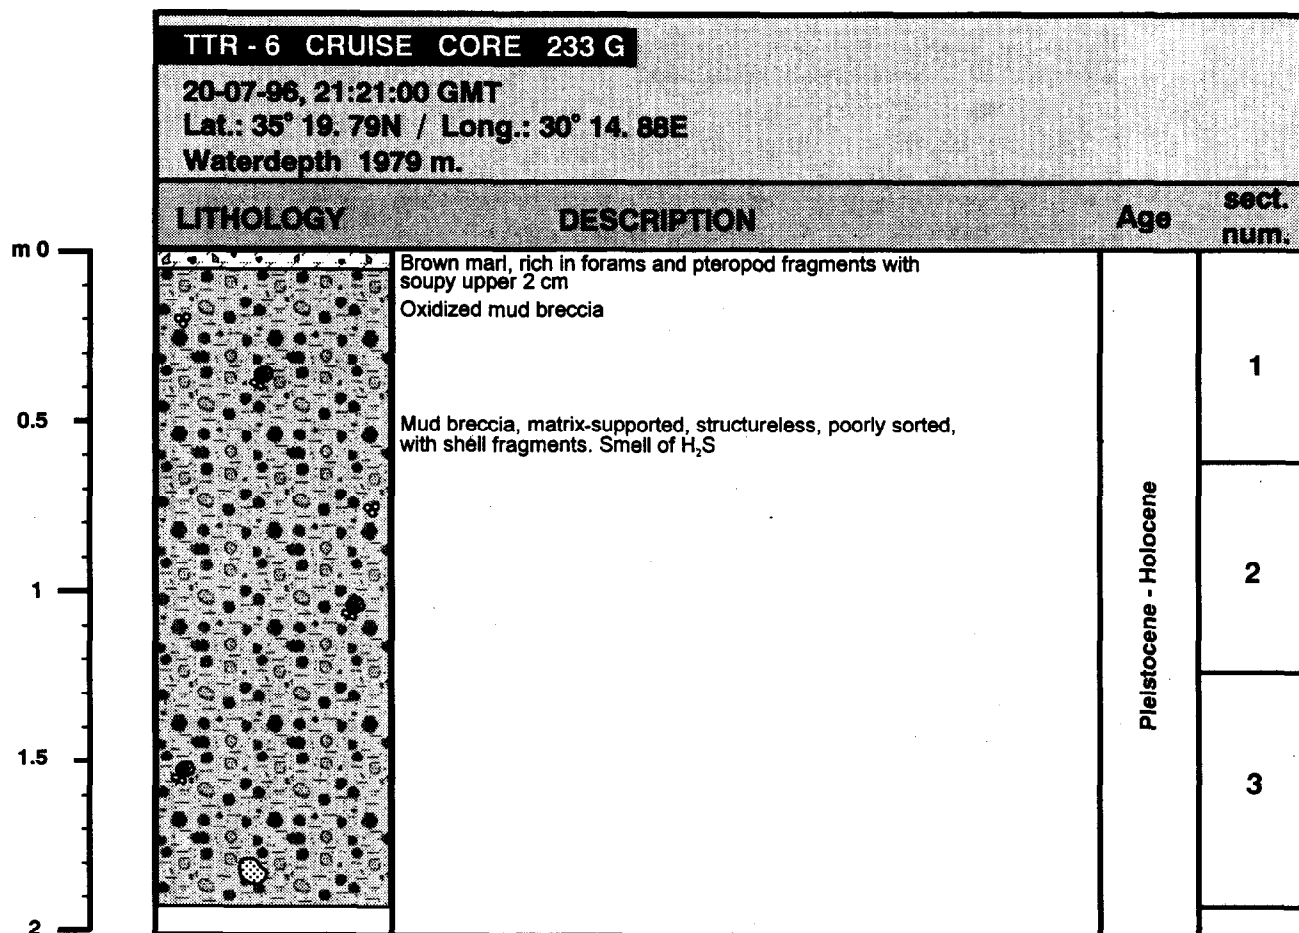 TTR - 6 CRUISE CORE 233 G
20-07-96, 21:21:00 GMT
Lat.: 35° 19. 79N / Long.: 30° 14. 88E
Waterdepth 1979 m.
LITHOLOGY DESCRIPTION Age sect. num.
m 0
Brown marl, rich in forams and pteropod fragments with
soupy upper 2 cm
Oxidized mud breccia
1
0.5
Mud breccia, matrix-supported, structureless, poorly sorted,
with shell fragments. Smell of H₂S
Pleistocene - Holocene
2
1
1.5
3
2